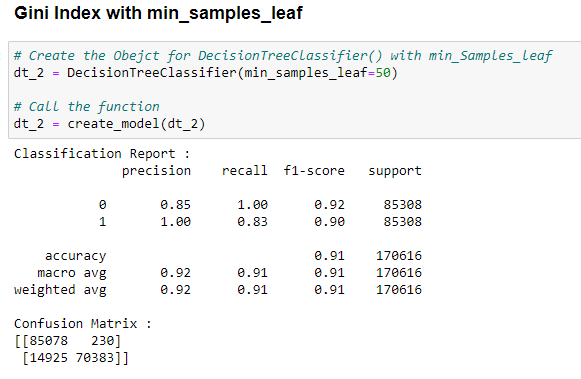 Gini Index with min_samples_leaf
# Create the Obejct for DecisionTreeClassifier() with min_Samples_leaf
dt_2 = DecisionTreeClassifier(min_samples_leaf=50)
# Call the function
dt_2 = create_model(dt_2)
Classification Report :
precision recall f1-score support
0 0.85 1.00 0.92 85308
1 1.00 0.83 0.90 85308
accuracy 0.91 170616
macro avg 0.92 0.91 0.91 170616
weighted avg 0.92 0.91 0.91 170616
Confusion Matrix :
[[85078 230]
[14925 70383]]